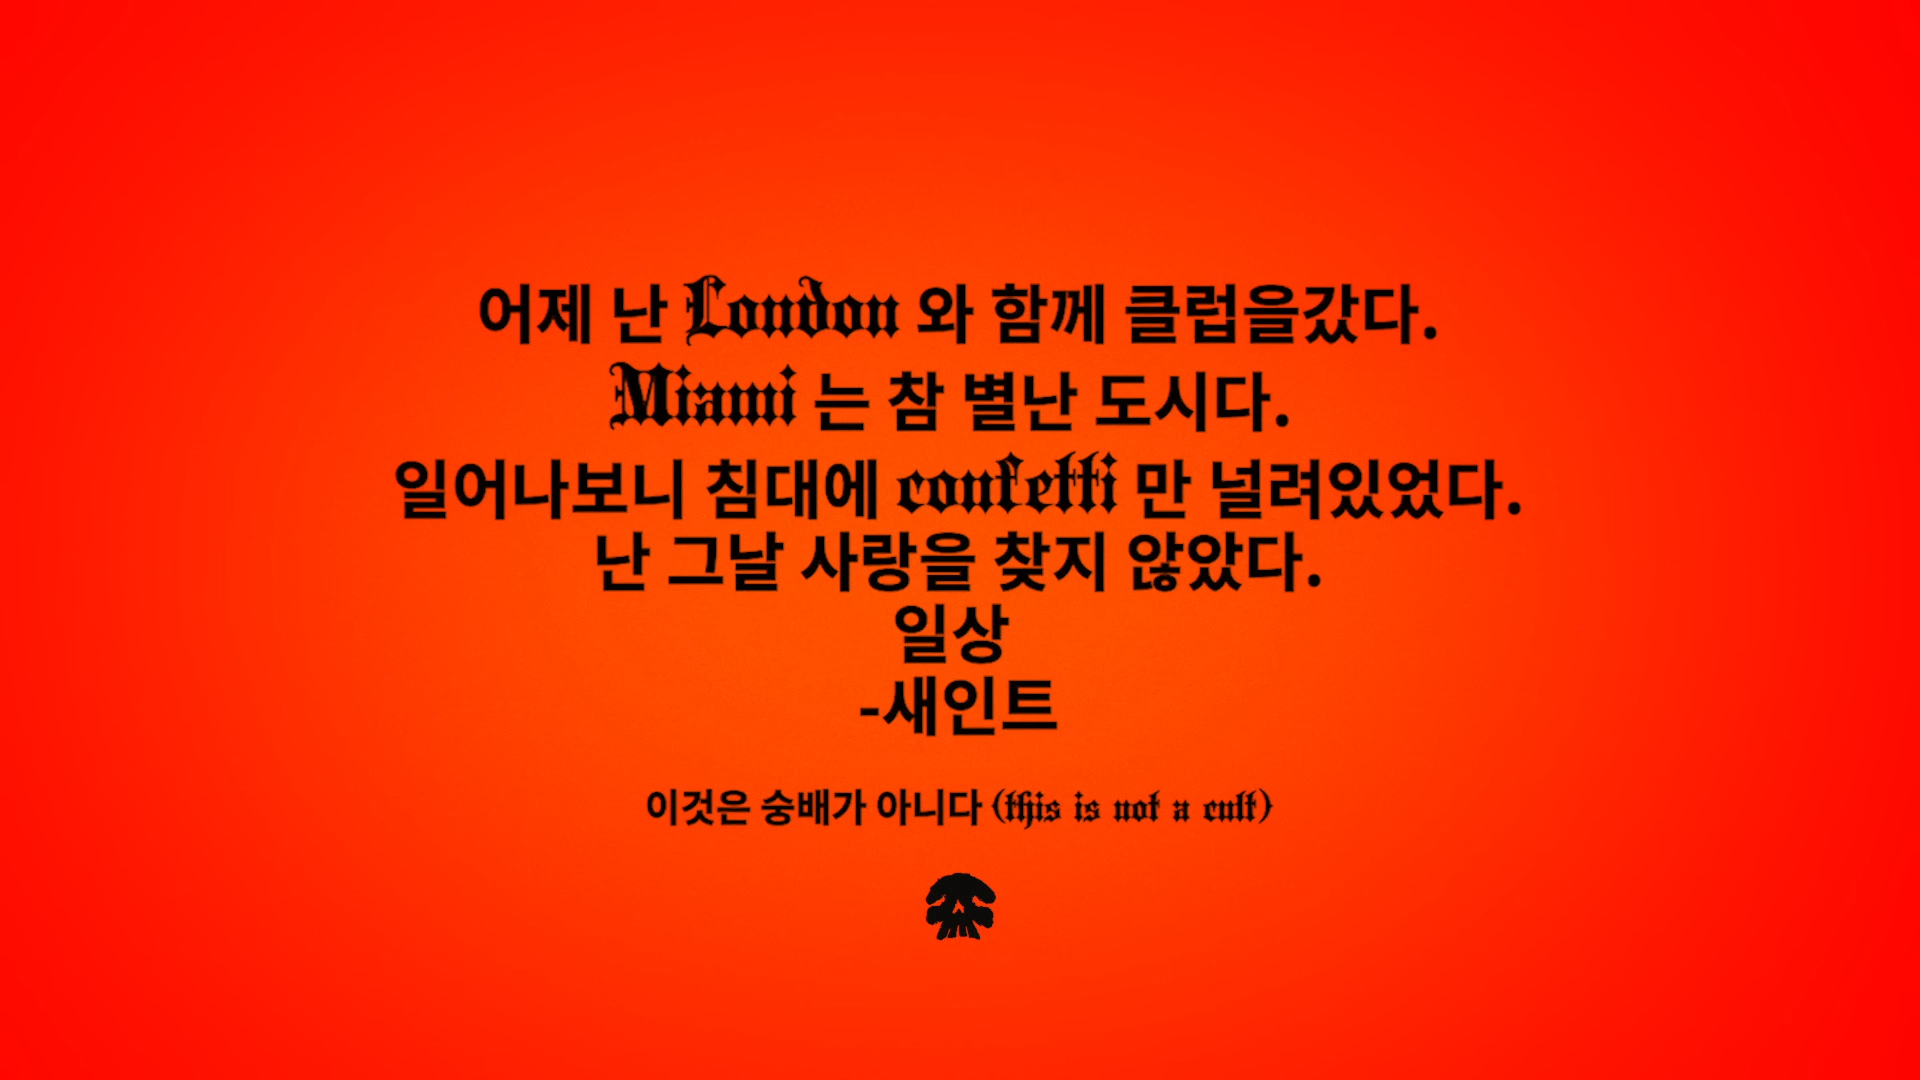 어제 난 London 와 함께 클럽을갔다.
Miami 는 참 별난 도시다.
일어나보니 침대에 confetti 만 널려있었다.
난 그날 사랑을 찾지 않았다.
일상
-새인트
이것은 숭배가 아니다 (this is not a cult)